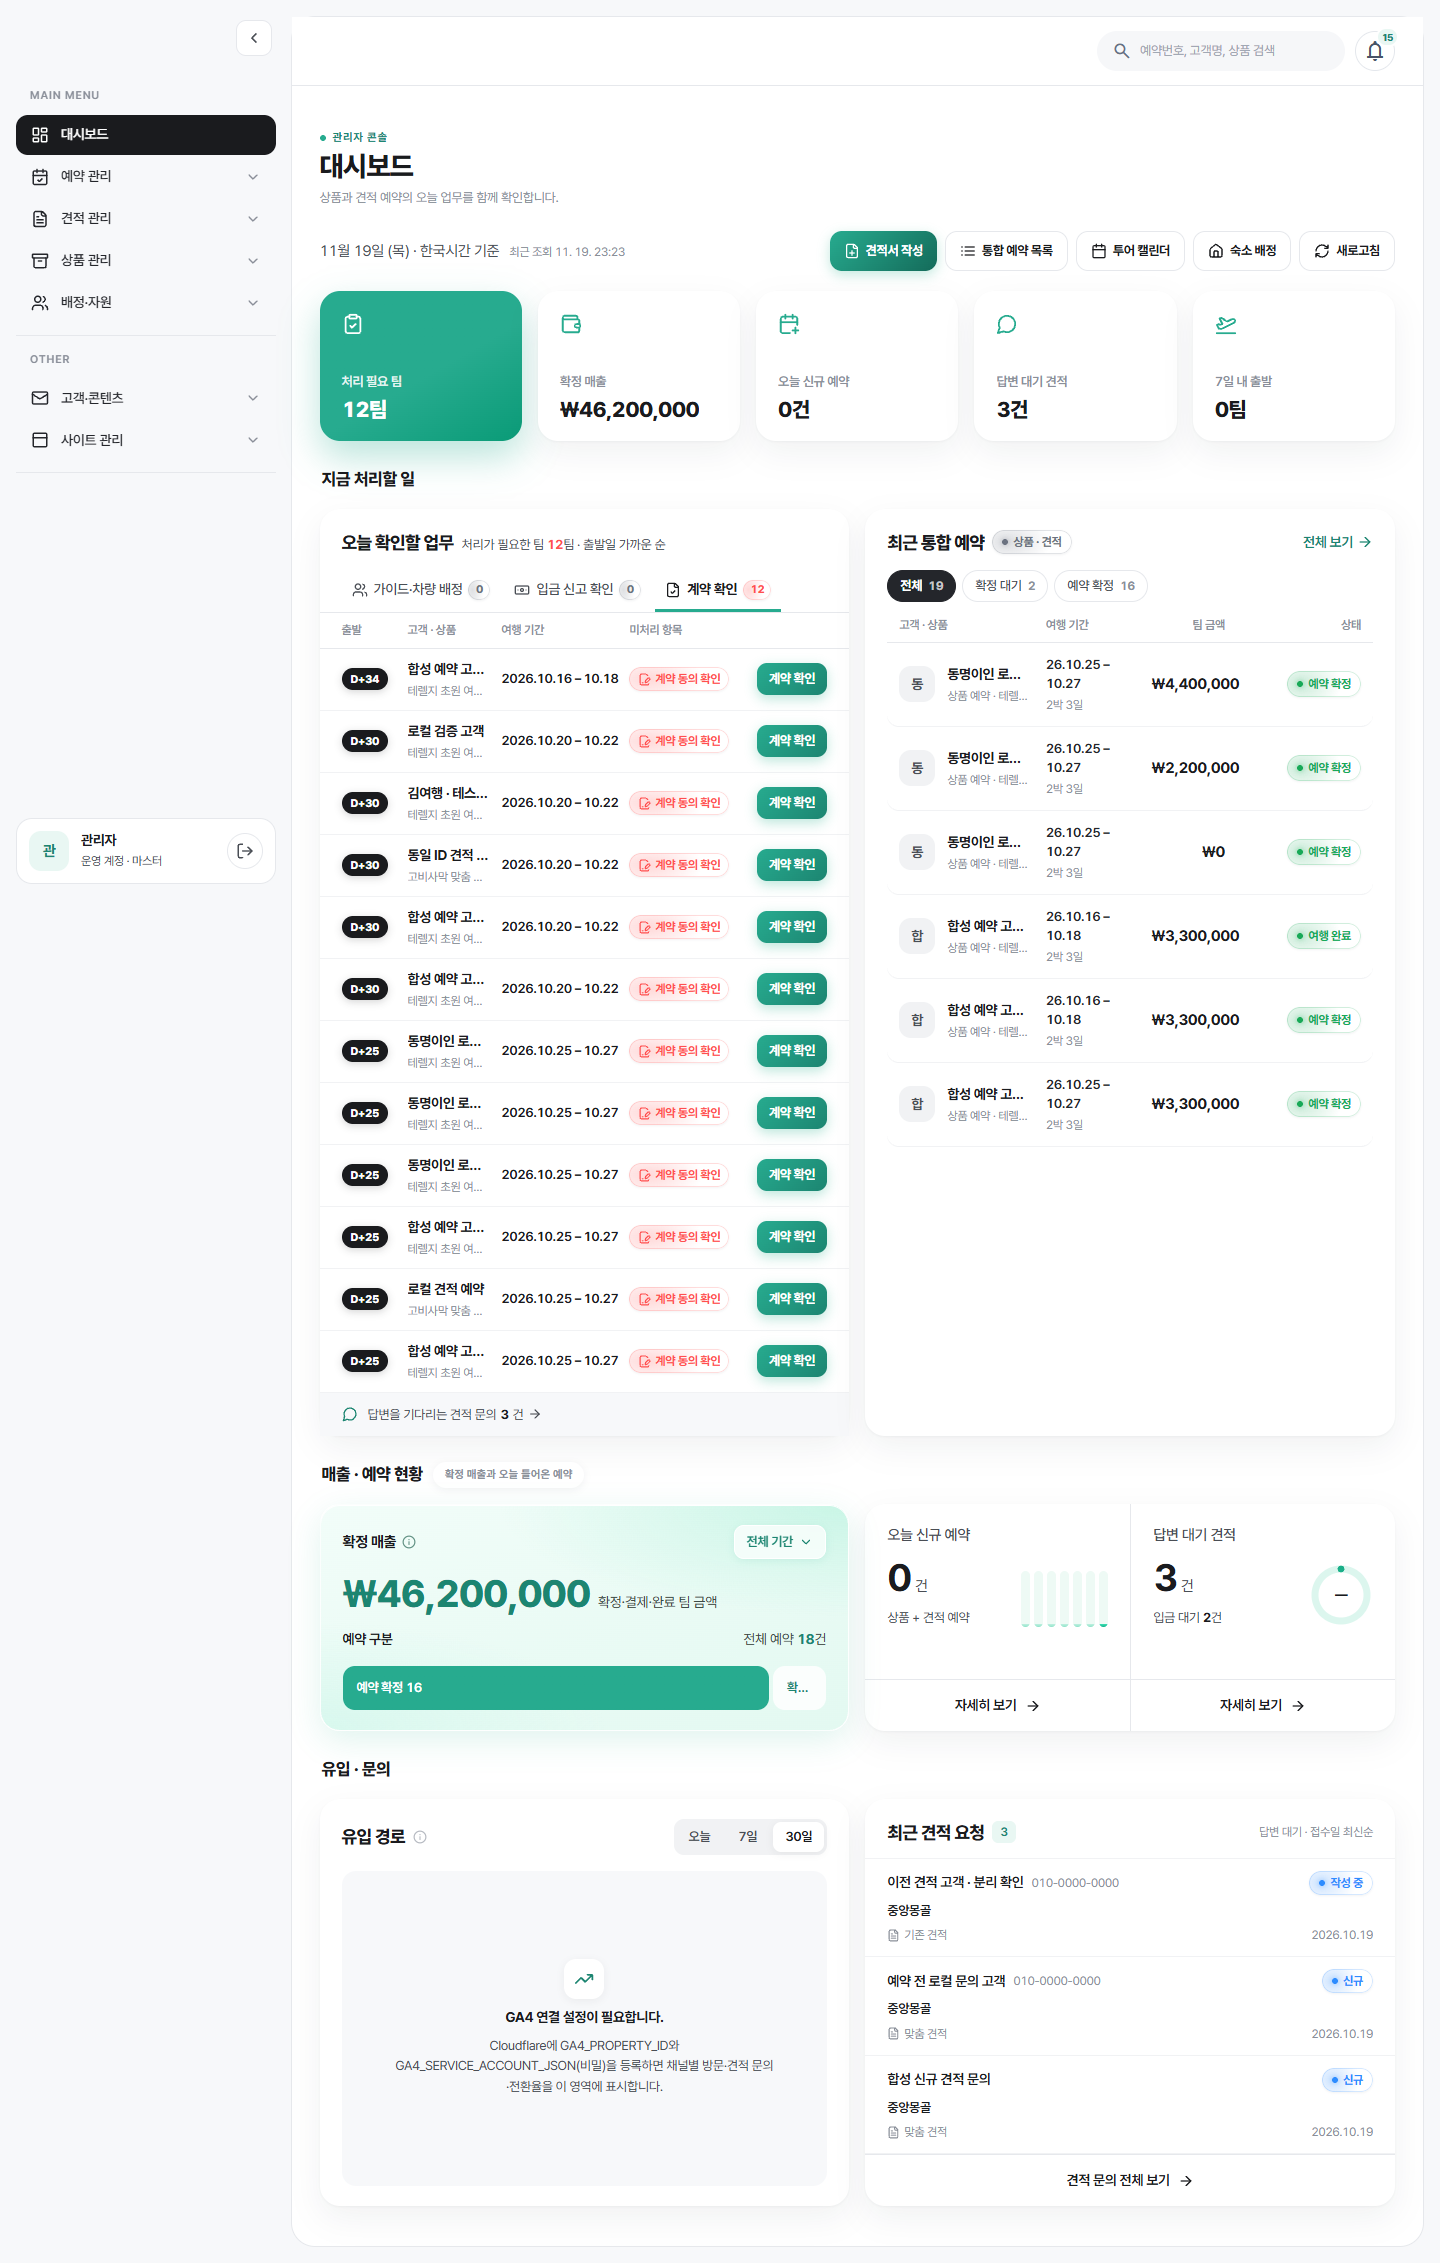 MAIN MENU
대시보드
예약 관리
견적 관리
상품 관리
배정·자원
OTHER
고객·콘텐츠
사이트 관리
관
관리자
운영 계정 · 마스터
예약번호, 고객명, 상품 검색
15
관리자 콘솔
대시보드
상품과 견적 예약의 오늘 업무를 함께 확인합니다.
11월 19일 (목) · 한국시간 기준 최근 조회 11. 19. 23:23
견적서 작성
통합 예약 목록
투어 캘린더
숙소 배정
새로고침
처리 필요 팀
12팀
확정 매출
₩46,200,000
오늘 신규 예약
0건
답변 대기 견적
3건
7일 내 출발
0팀
지금 처리할 일
오늘 확인할 업무 처리가 필요한 팀 12팀 · 출발일 가까운 순
가이드·차량 배정 0 입금 신고 확인 0 계약 확인 12
출발 고객 · 상품 여행 기간 미처리 항목
D+34 합성 예약 고... 2026.10.16 – 10.18 계약 동의 확인 계약 확인
테렐지 초원 여...
D+30 로컬 검증 고객 2026.10.20 – 10.22 계약 동의 확인 계약 확인
테렐지 초원 여...
D+30 김여행 · 테스... 2026.10.20 – 10.22 계약 동의 확인 계약 확인
테렐지 초원 여...
D+30 동일 ID 견적 ... 2026.10.20 – 10.22 계약 동의 확인 계약 확인
고비사막 맞춤 ...
D+30 합성 예약 고... 2026.10.20 – 10.22 계약 동의 확인 계약 확인
테렐지 초원 여...
D+30 합성 예약 고... 2026.10.20 – 10.22 계약 동의 확인 계약 확인
테렐지 초원 여...
D+25 동명이인 로... 2026.10.25 – 10.27 계약 동의 확인 계약 확인
테렐지 초원 여...
D+25 동명이인 로... 2026.10.25 – 10.27 계약 동의 확인 계약 확인
테렐지 초원 여...
D+25 동명이인 로... 2026.10.25 – 10.27 계약 동의 확인 계약 확인
테렐지 초원 여...
D+25 합성 예약 고... 2026.10.25 – 10.27 계약 동의 확인 계약 확인
테렐지 초원 여...
D+25 로컬 견적 예약 2026.10.25 – 10.27 계약 동의 확인 계약 확인
고비사막 맞춤 ...
D+25 합성 예약 고... 2026.10.25 – 10.27 계약 동의 확인 계약 확인
테렐지 초원 여...
답변을 기다리는 견적 문의 3 건 →
최근 통합 예약 상품 · 견적 전체 보기 →
전체 19 확정 대기 2 예약 확정 16
고객 · 상품 여행 기간 팀 금액 상태
통 동명이인 로... 26.10.25 – 10.27 ₩4,400,000 예약 확정
상품 예약 · 테렐... 2박 3일
통 동명이인 로... 26.10.25 – 10.27 ₩2,200,000 예약 확정
상품 예약 · 테렐... 2박 3일
통 동명이인 로... 26.10.25 – 10.27 ₩0 예약 확정
상품 예약 · 테렐... 2박 3일
합 합성 예약 고... 26.10.16 – 10.18 ₩3,300,000 여행 완료
상품 예약 · 테렐... 2박 3일
합 합성 예약 고... 26.10.16 – 10.18 ₩3,300,000 예약 확정
상품 예약 · 테렐... 2박 3일
합 합성 예약 고... 26.10.25 – 10.27 ₩3,300,000 예약 확정
상품 예약 · 테렐... 2박 3일
매출 · 예약 현황 확정 매출과 오늘 들어온 예약
확정 매출 전체 기간
₩46,200,000 확정·결제·완료 팀 금액
예약 구분 전체 예약 18건
예약 확정 16 확...
오늘 신규 예약
0 건
상품 + 견적 예약
자세히 보기 →
답변 대기 견적
3 건
–
입금 대기 2건
자세히 보기 →
유입 · 문의
유입 경로 오늘 7일 30일
GA4 연결 설정이 필요합니다.
Cloudflare에 GA4_PROPERTY_ID와
GA4_SERVICE_ACCOUNT_JSON(비밀)을 등록하면 채널별 방문·견적 문의
·전환율을 이 영역에 표시합니다.
최근 견적 요청 3 답변 대기 · 접수일 최신순
이전 견적 고객 · 분리 확인 010-0000-0000 작성 중
중앙몽골
기존 견적 2026.10.19
예약 전 로컬 문의 고객 010-0000-0000 신규
중앙몽골
맞춤 견적 2026.10.19
합성 신규 견적 문의 신규
중앙몽골
맞춤 견적 2026.10.19
견적 문의 전체 보기 →